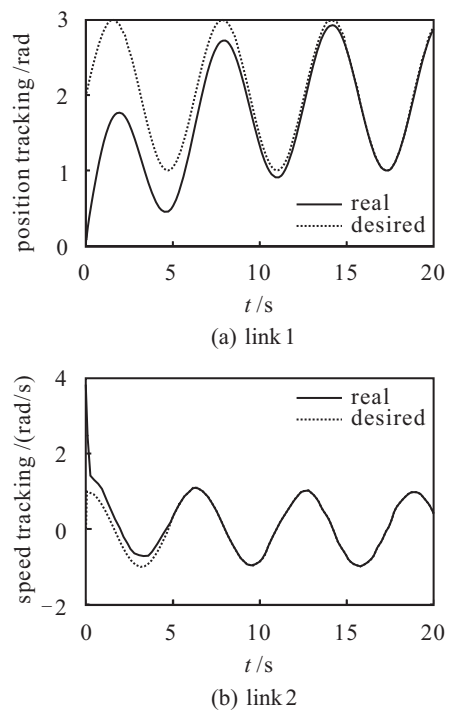 3
2
1
0
position tracking /rad
real
desired
0
5
10
15
20
t /s
(a) link 1
4
2
0
−2
speed tracking /(rad/s)
real
desired
0
5
10
15
20
t /s
(b) link 2